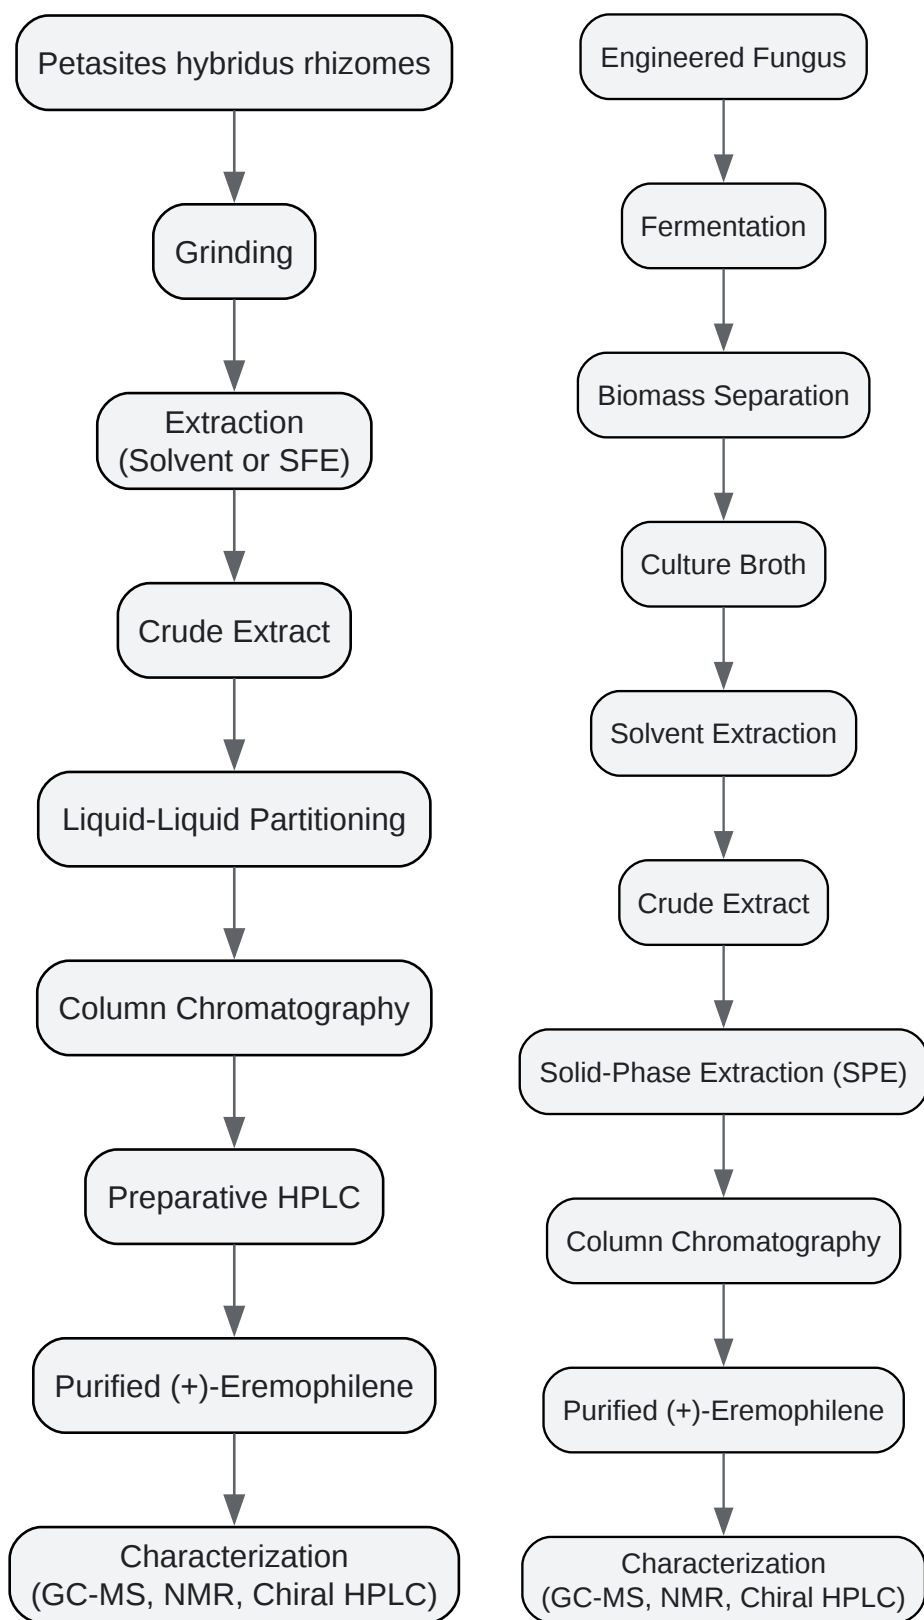 Petasites hybridus rhizomes
Grinding
Extraction
(Solvent or SFE)
Crude Extract
Liquid-Liquid Partitioning
Column Chromatography
Preparative HPLC
Purified (+)-Eremophilene
Characterization
(GC-MS, NMR, Chiral HPLC)
Engineered Fungus
Fermentation
Biomass Separation
Culture Broth
Solvent Extraction
Crude Extract
Solid-Phase Extraction (SPE)
Column Chromatography
Purified (+)-Eremophilene
Characterization
(GC-MS, NMR, Chiral HPLC)